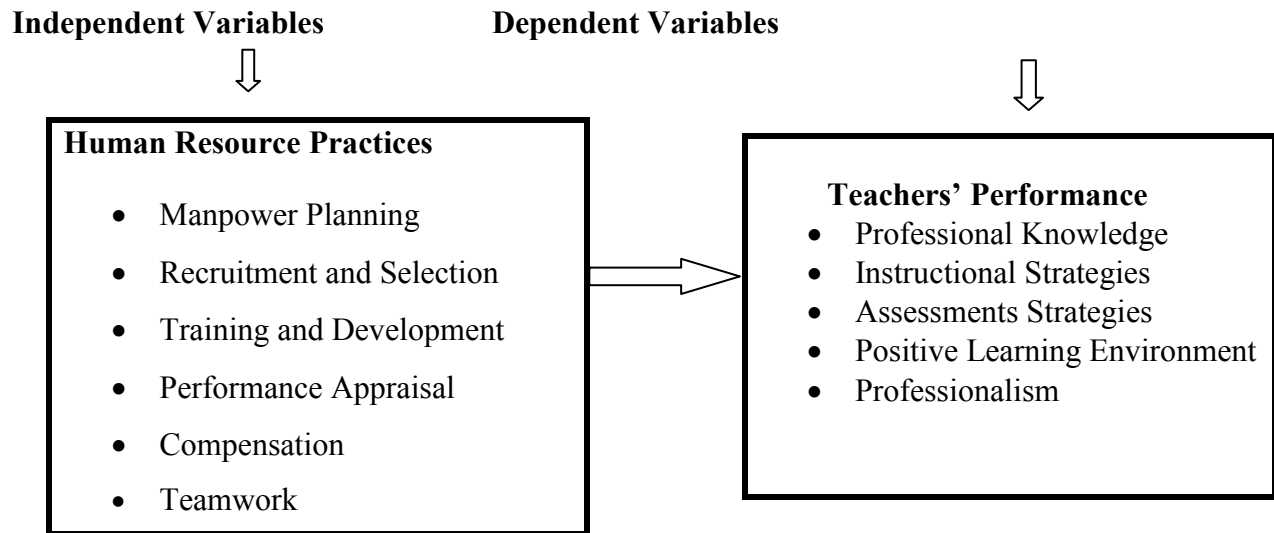 Independent Variables
Dependent Variables
Human Resource Practices
• Manpower Planning
• Recruitment and Selection
• Training and Development
• Performance Appraisal
• Compensation
• Teamwork
Teachers’ Performance
• Professional Knowledge
• Instructional Strategies
• Assessments Strategies
• Positive Learning Environment
• Professionalism